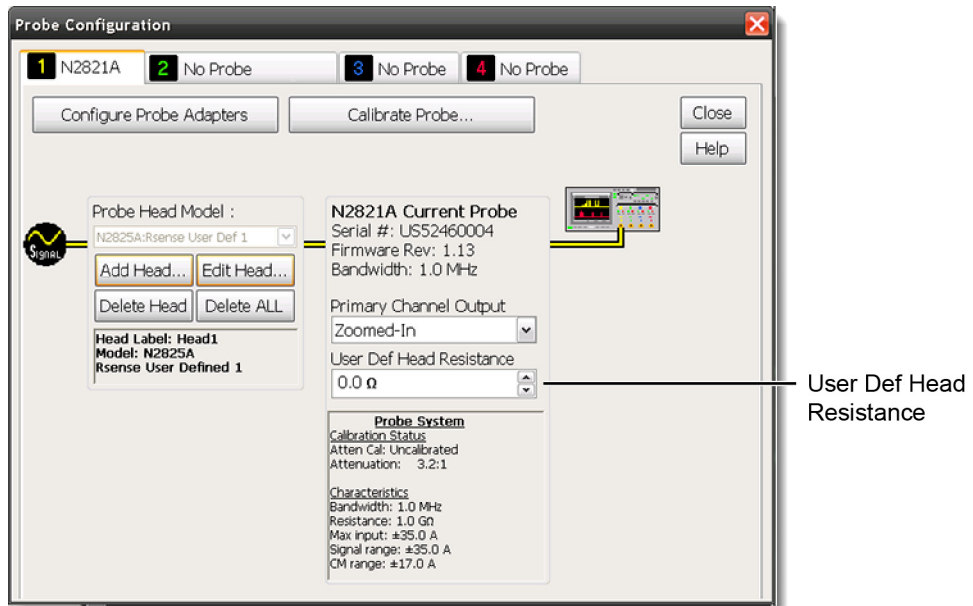 Probe Configuration
1 N2821A
2 No Probe
3 No Probe
4 No Probe
Configure Probe Adapters
Calibrate Probe...
Close
Help
Signal
Probe Head Model :
N2825A:Rsense User Def 1
Add Head...
Edit Head...
Delete Head
Delete ALL
Head Label: Head1
Model: N2825A
Rsense User Defined 1
N2821A Current Probe
Serial #: US52460004
Firmware Rev: 1.13
Bandwidth: 1.0 MHz
Primary Channel Output
Zoomed-In
User Def Head Resistance
0.0 Ω
Probe System
Calibration Status
Atten Cal: Uncalibrated
Attenuation: 3.2:1
Characteristics
Bandwidth: 1.0 MHz
Resistance: 1.0 GΩ
Max input: ±35.0 A
Signal range: ±35.0 A
CM range: ±17.0 A
User Def Head
Resistance